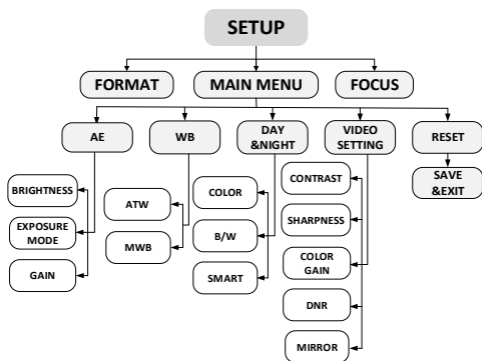 SETUP
FORMAT
MAIN MENU
FOCUS
AE
WB
DAY
&NIGHT
VIDEO
SETTING
RESET
BRIGHTNESS
EXPOSURE
MODE
GAIN
ATW
MWB
COLOR
B/W
SMART
CONTRAST
SHARPNESS
COLOR
GAIN
DNR
MIRROR
SAVE
&EXIT